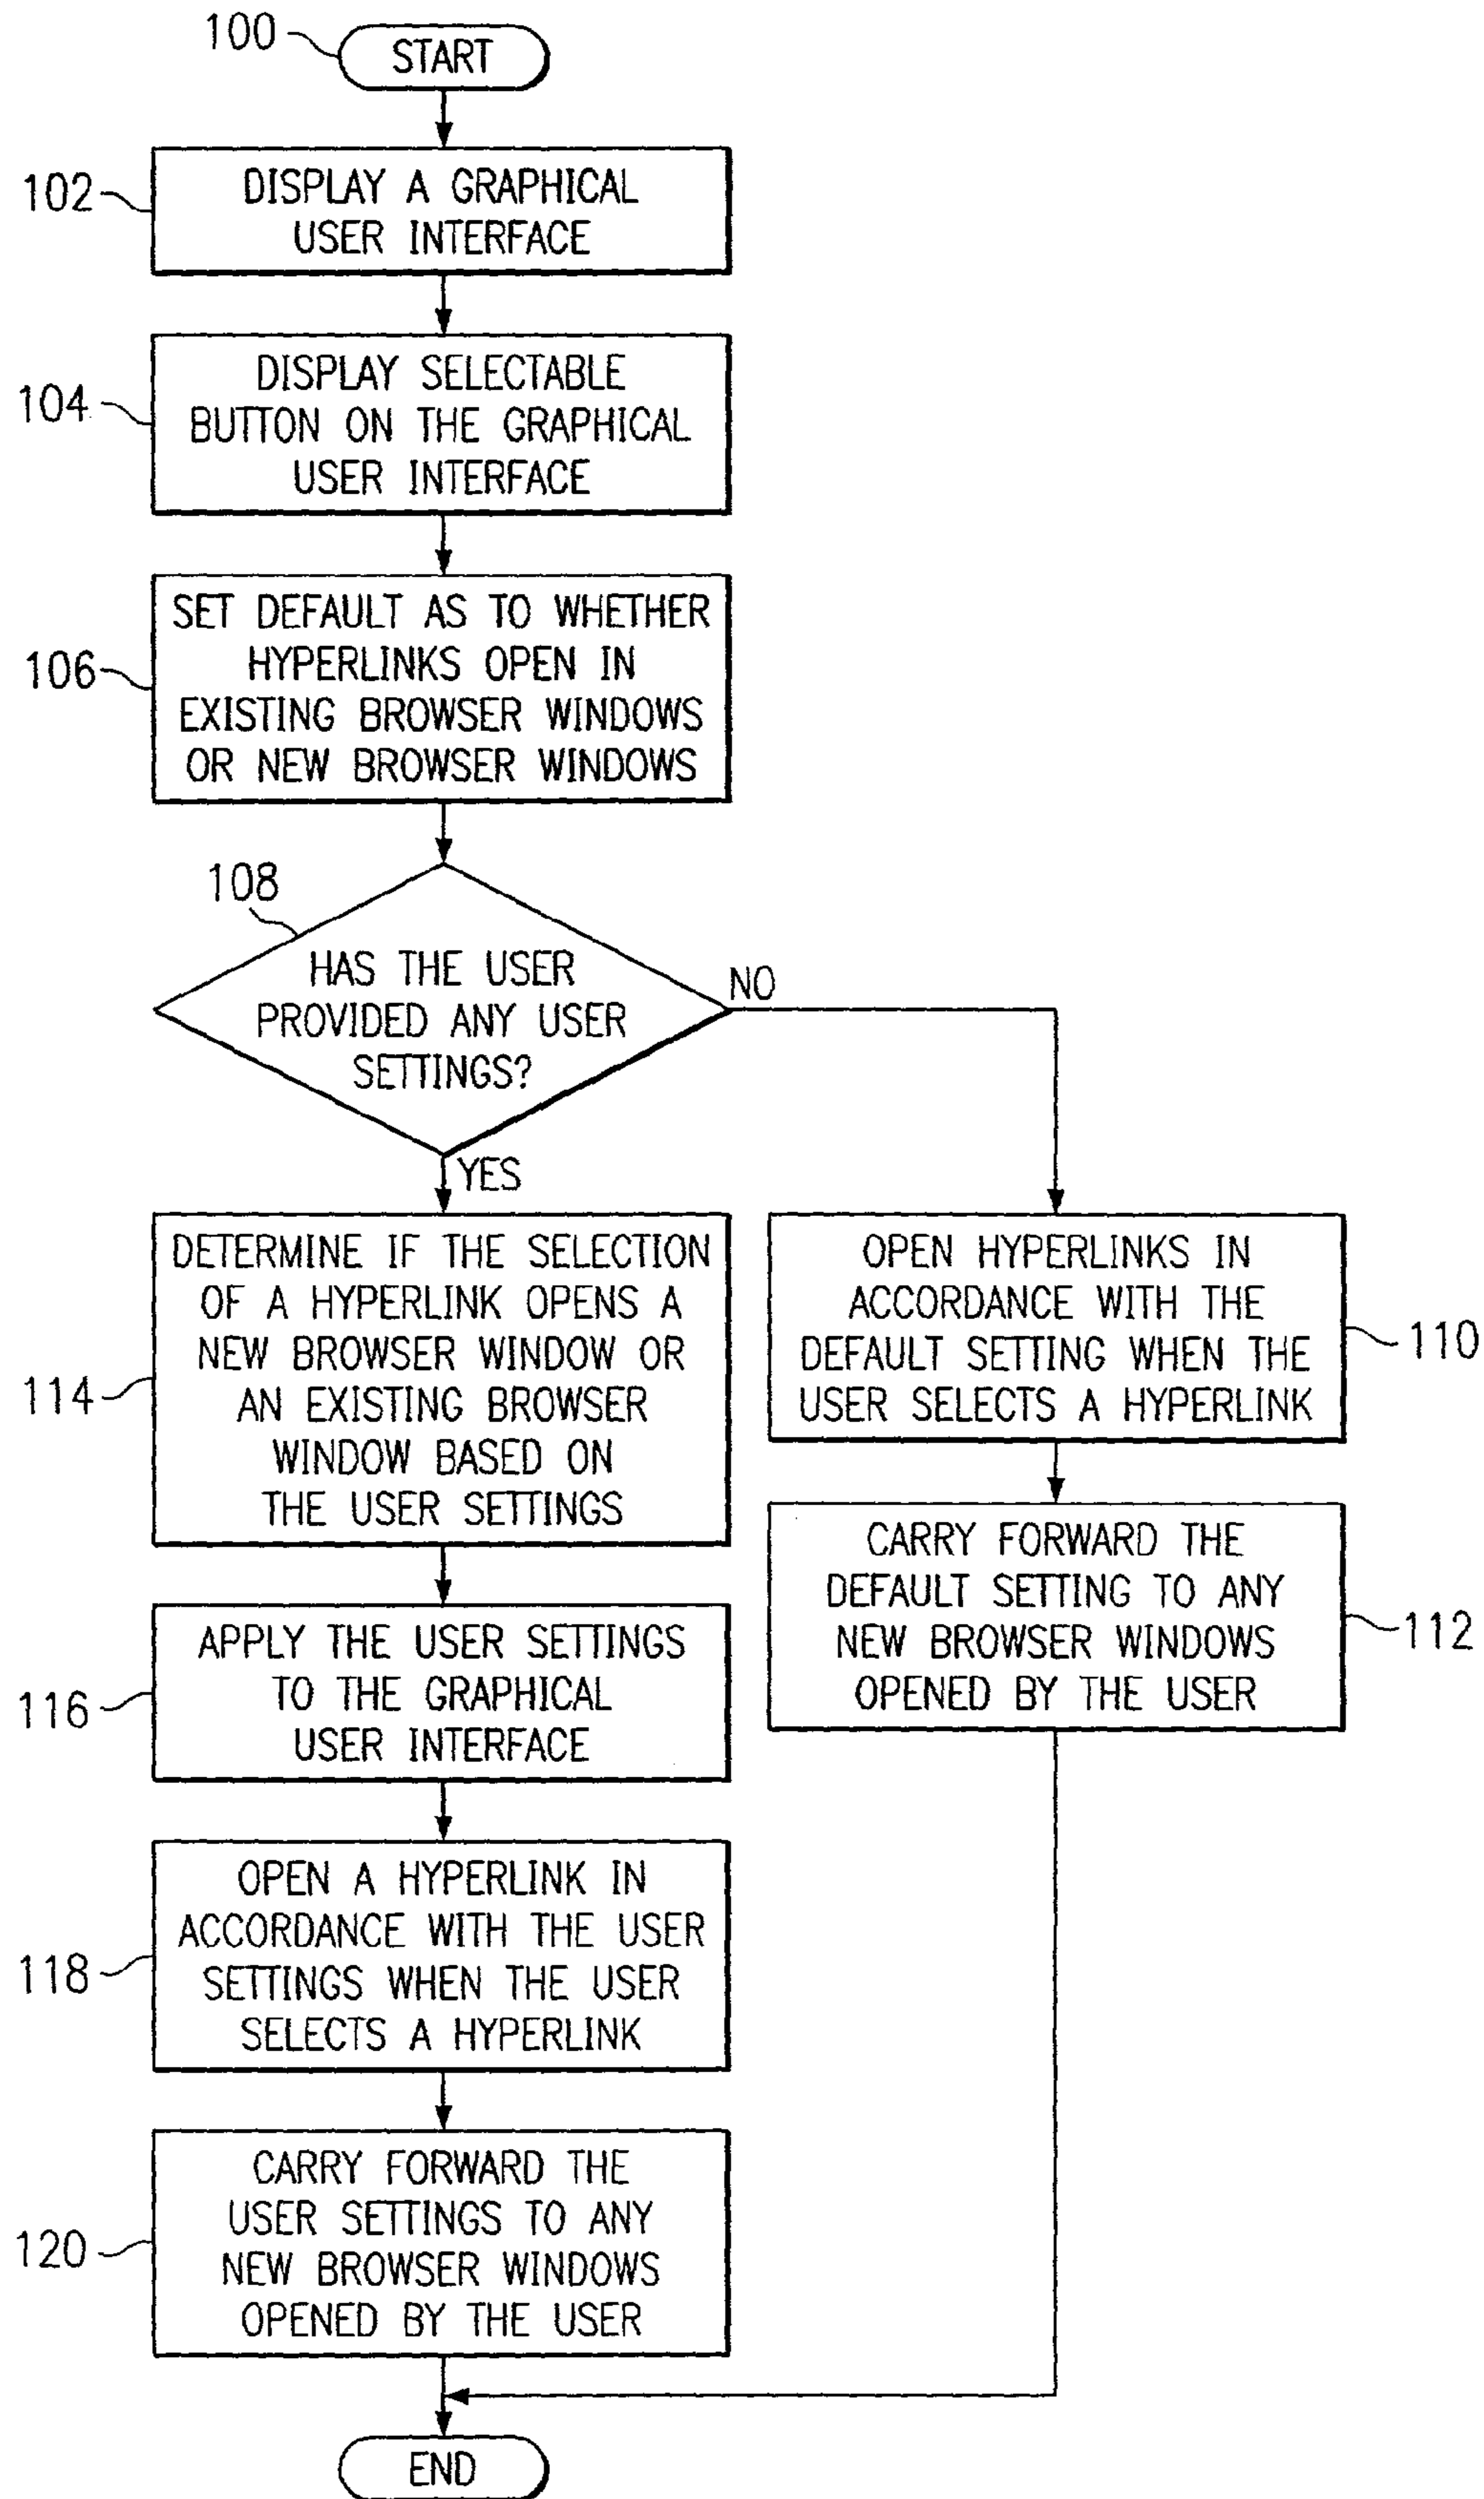 100
START
102
DISPLAY A GRAPHICAL
USER INTERFACE
104
DISPLAY SELECTABLE
BUTTON ON THE GRAPHICAL
USER INTERFACE
106
SET DEFAULT AS TO WHETHER
HYPERLINKS OPEN IN
EXISTING BROWSER WINDOWS
OR NEW BROWSER WINDOWS
108
HAS THE USER
PROVIDED ANY USER
SETTINGS?
NO
YES
DETERMINE IF THE SELECTION
OF A HYPERLINK OPENS A
NEW BROWSER WINDOW OR
AN EXISTING BROWSER
WINDOW BASED ON
THE USER SETTINGS
114
OPEN HYPERLINKS IN
ACCORDANCE WITH THE
DEFAULT SETTING WHEN THE
USER SELECTS A HYPERLINK
110
CARRY FORWARD THE
DEFAULT SETTING TO ANY
NEW BROWSER WINDOWS
OPENED BY THE USER
112
116
APPLY THE USER SETTINGS
TO THE GRAPHICAL
USER INTERFACE
118
OPEN A HYPERLINK IN
ACCORDANCE WITH THE USER
SETTINGS WHEN THE USER
SELECTS A HYPERLINK
120
CARRY FORWARD THE
USER SETTINGS TO ANY
NEW BROWSER WINDOWS
OPENED BY THE USER
END